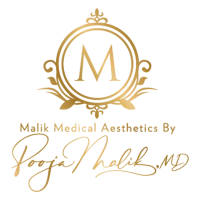 M
Malik Medical Aesthetics By
Pooja Malik, MD